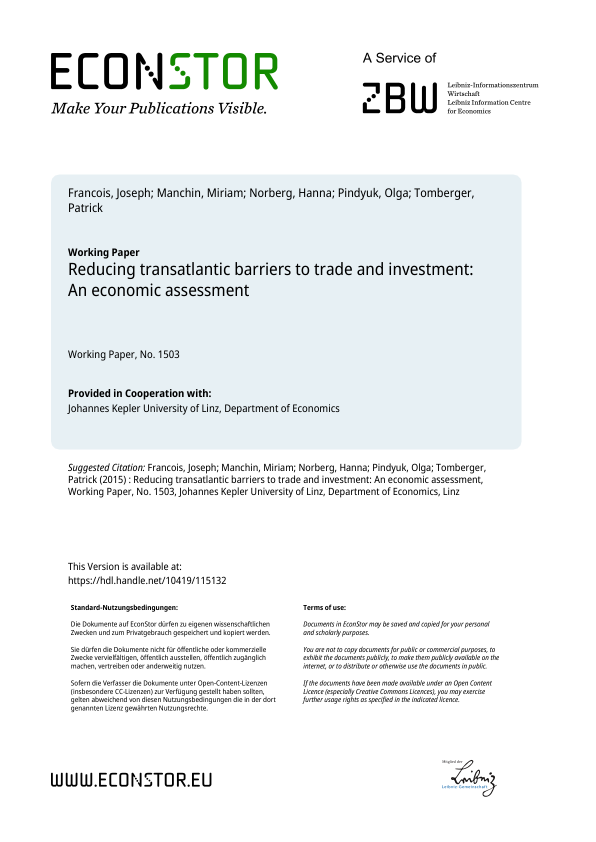 ECONSTOR
Make Your Publications Visible.
A Service of
ZBW
Leibniz-Informationszentrum
Wirtschaft
Leibniz Information Centre
for Economics
Francois, Joseph; Manchin, Miriam; Norberg, Hanna; Pindyuk, Olga; Tomberger,
Patrick
Working Paper
Reducing transatlantic barriers to trade and investment:
An economic assessment
Working Paper, No. 1503
Provided in Cooperation with:
Johannes Kepler University of Linz, Department of Economics
Suggested Citation: Francois, Joseph; Manchin, Miriam; Norberg, Hanna; Pindyuk, Olga; Tomberger,
Patrick (2015) : Reducing transatlantic barriers to trade and investment: An economic assessment,
Working Paper, No. 1503, Johannes Kepler University of Linz, Department of Economics, Linz
This Version is available at:
https://hdl.handle.net/10419/115132
Standard-Nutzungsbedingungen:
Die Dokumente auf EconStor dürfen zu eigenen wissenschaftlichen
Zwecken und zum Privatgebrauch gespeichert und kopiert werden.
Sie dürfen die Dokumente nicht für öffentliche oder kommerzielle
Zwecke vervielfältigen, öffentlich ausstellen, öffentlich zugänglich
machen, vertreiben oder anderweitig nutzen.
Sofern die Verfasser die Dokumente unter Open-Content-Lizenzen
(insbesondere CC-Lizenzen) zur Verfügung gestellt haben sollten,
gelten abweichend von diesen Nutzungsbedingungen die in der dort
genannten Lizenz gewährten Nutzungsrechte.
Terms of use:
Documents in EconStor may be saved and copied for your personal
and scholarly purposes.
You are not to copy documents for public or commercial purposes, to
exhibit the documents publicly, to make them publicly available on the
internet, or to distribute or otherwise use the documents in public.
If the documents have been made available under an Open Content
Licence (especially Creative Commons Licences), you may exercise
further usage rights as specified in the indicated licence.
WWW.ECONSTOR.EU
Mitglied der
Leibniz
Leibniz-Gemeinschaft